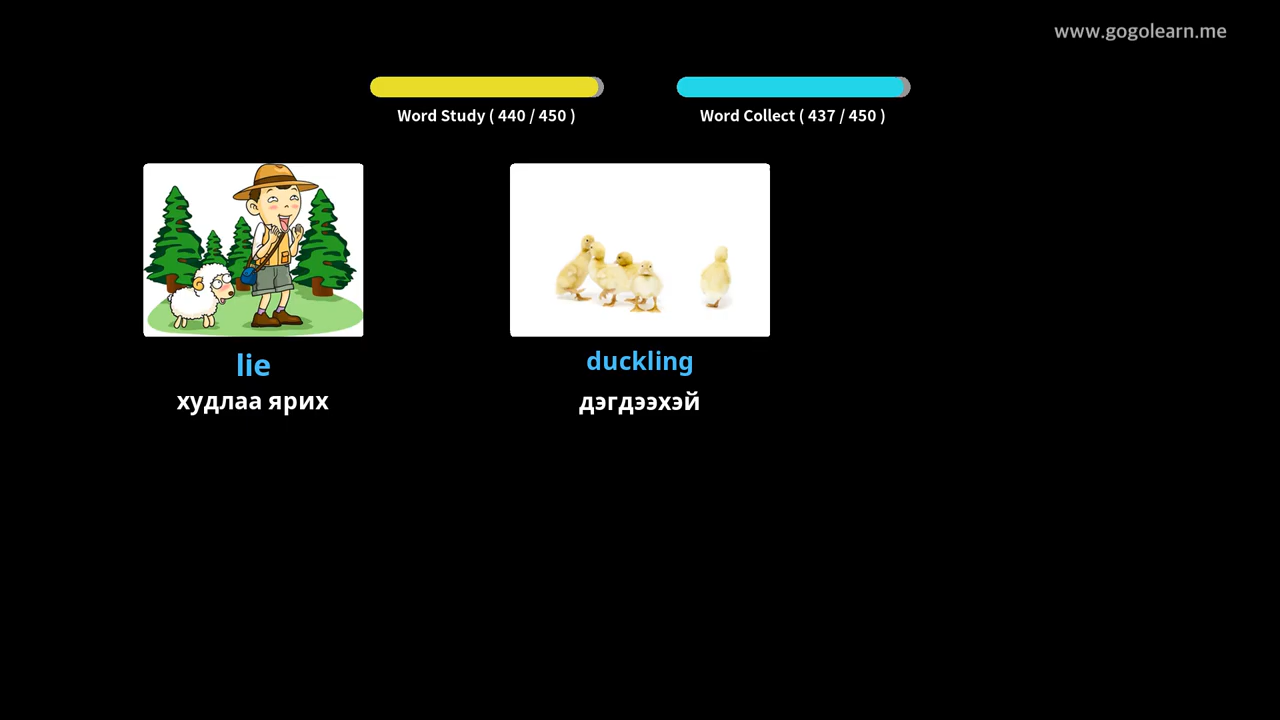 www.gogolearn.me
Word Study ( 440 / 450 )
Word Collect ( 437 / 450 )
lie
худлаа ярих
duckling
дэгдээхэй